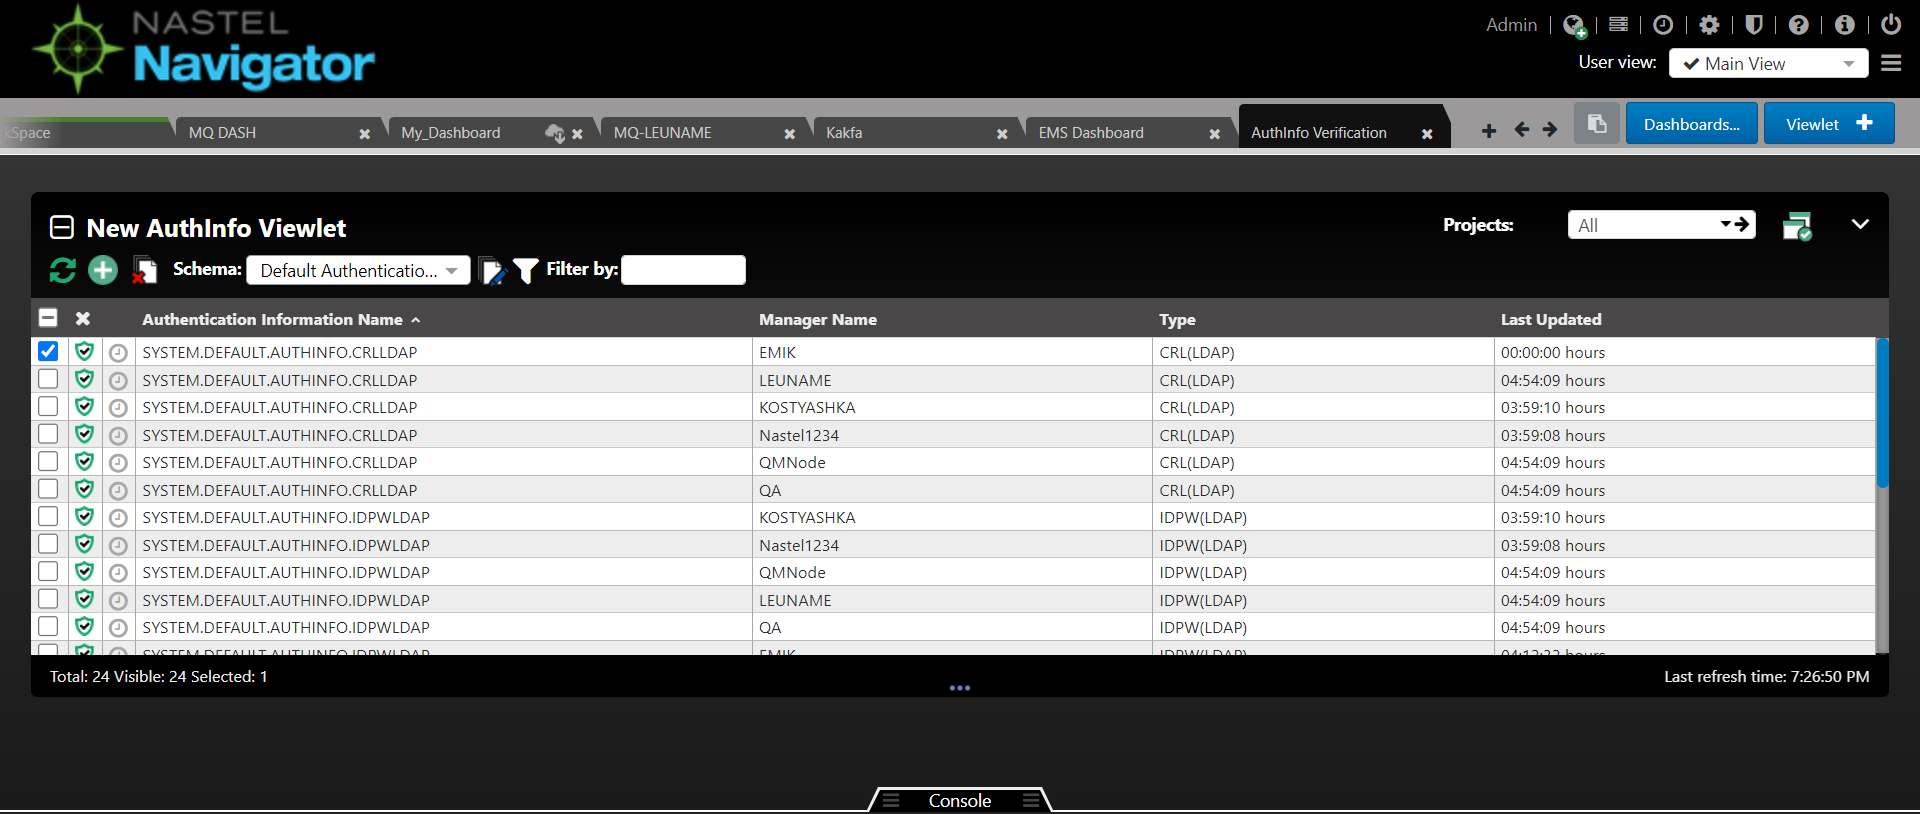 NASTEL
Navigator
Admin
User view: Main View
kSpace MQ DASH My_Dashboard MQ-LEUNAME Kakfa EMS Dashboard AuthInfo Verification Dashboards... Viewlet
New AuthInfo Viewlet Projects: All
Schema: Default Authenticatio... Filter by:
Authentication Information Name Manager Name Type Last Updated
SYSTEM.DEFAULT.AUTHINFO.CRLLDAP EMIK CRL(LDAP) 00:00:00 hours
SYSTEM.DEFAULT.AUTHINFO.CRLLDAP LEUNAME CRL(LDAP) 04:54:09 hours
SYSTEM.DEFAULT.AUTHINFO.CRLLDAP KOSTYASHKA CRL(LDAP) 03:59:10 hours
SYSTEM.DEFAULT.AUTHINFO.CRLLDAP Nastel1234 CRL(LDAP) 03:59:08 hours
SYSTEM.DEFAULT.AUTHINFO.CRLLDAP QMNode CRL(LDAP) 04:54:09 hours
SYSTEM.DEFAULT.AUTHINFO.CRLLDAP QA CRL(LDAP) 04:54:09 hours
SYSTEM.DEFAULT.AUTHINFO.IDPWLDAP KOSTYASHKA IDPW(LDAP) 03:59:10 hours
SYSTEM.DEFAULT.AUTHINFO.IDPWLDAP Nastel1234 IDPW(LDAP) 03:59:08 hours
SYSTEM.DEFAULT.AUTHINFO.IDPWLDAP QMNode IDPW(LDAP) 04:54:09 hours
SYSTEM.DEFAULT.AUTHINFO.IDPWLDAP LEUNAME IDPW(LDAP) 04:54:09 hours
SYSTEM.DEFAULT.AUTHINFO.IDPWLDAP QA IDPW(LDAP) 04:54:09 hours
SYSTEM.DEFAULT.AUTHINFO.IDPWLDAP EMIK IDPW(LDAP) hours
Total: 24 Visible: 24 Selected: 1 Last refresh time: 7:26:50 PM
Console